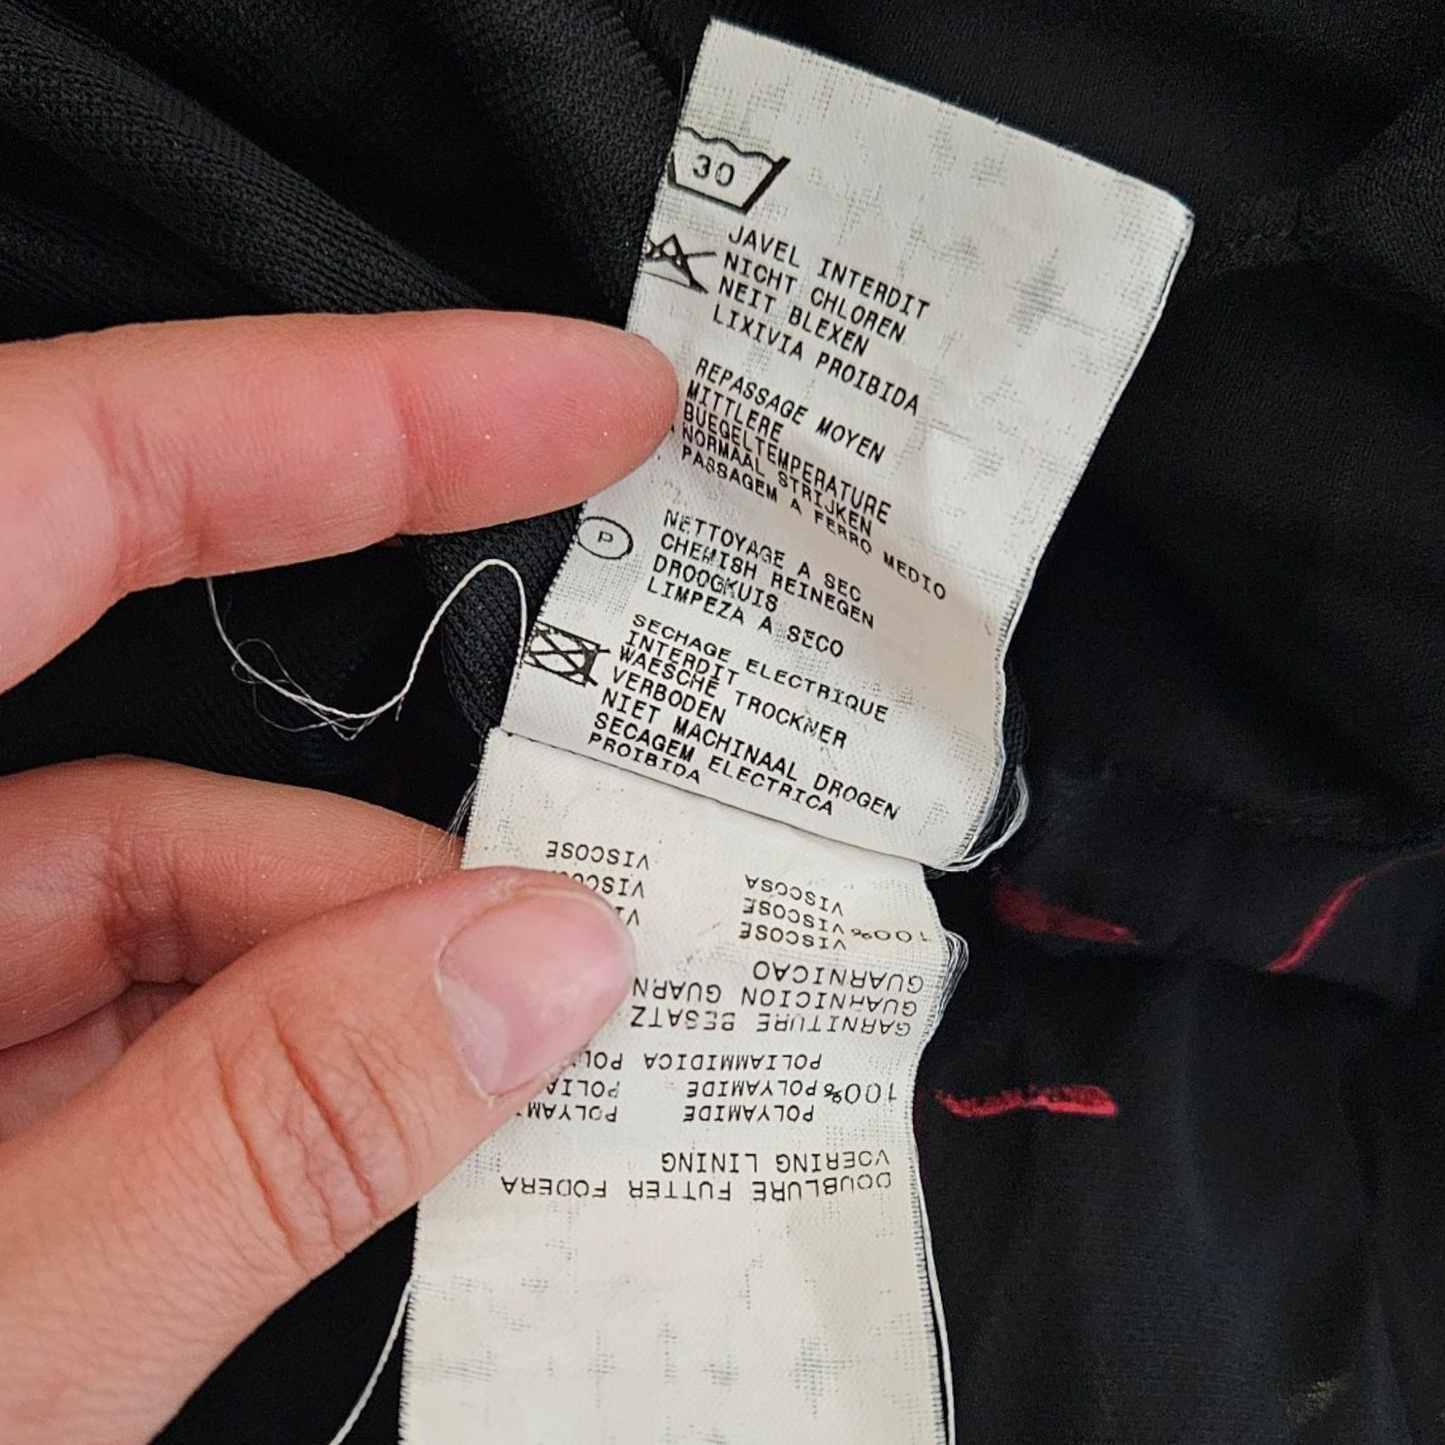 30
JAVEL INTERDIT
NICHT CHLOREN
NEIT BLEXEN
LIXIVIA PROIBIDA
REPASSAGE MOYEN
MITTLERE
BUEGELTEMPERATURE
NORMAAL STRIJKEN
PASSAGEM A FERRO MEDIO
P
NETTOYAGE A SEC
CHEMISH REINEGEN
DROOGKUIS
LIMPEZA A SECO
SECHAGE ELECTRIQUE
INTERDIT
WAESCHE TROCKNER
VERBODEN
NIET MACHINAAL DROGEN
SECAGEM ELECTRICA
PROIBIDA
DOUBLURE FUTTER FODERA
VOERING LINING
POLYAMIDE POLYAM
100% POLYAMIDE
POLIAMMIDICA
GARNITURE BESATZ
GUARNICION GUARN
GUARNICAO
VISCOSE
100% VISCOSE
VISCOSA VISCOSE